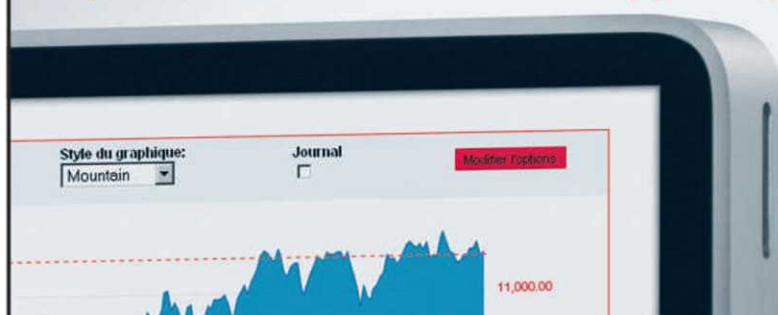 Style du graphique:
Journal
Modifier l'options
Mountain
11,000.00